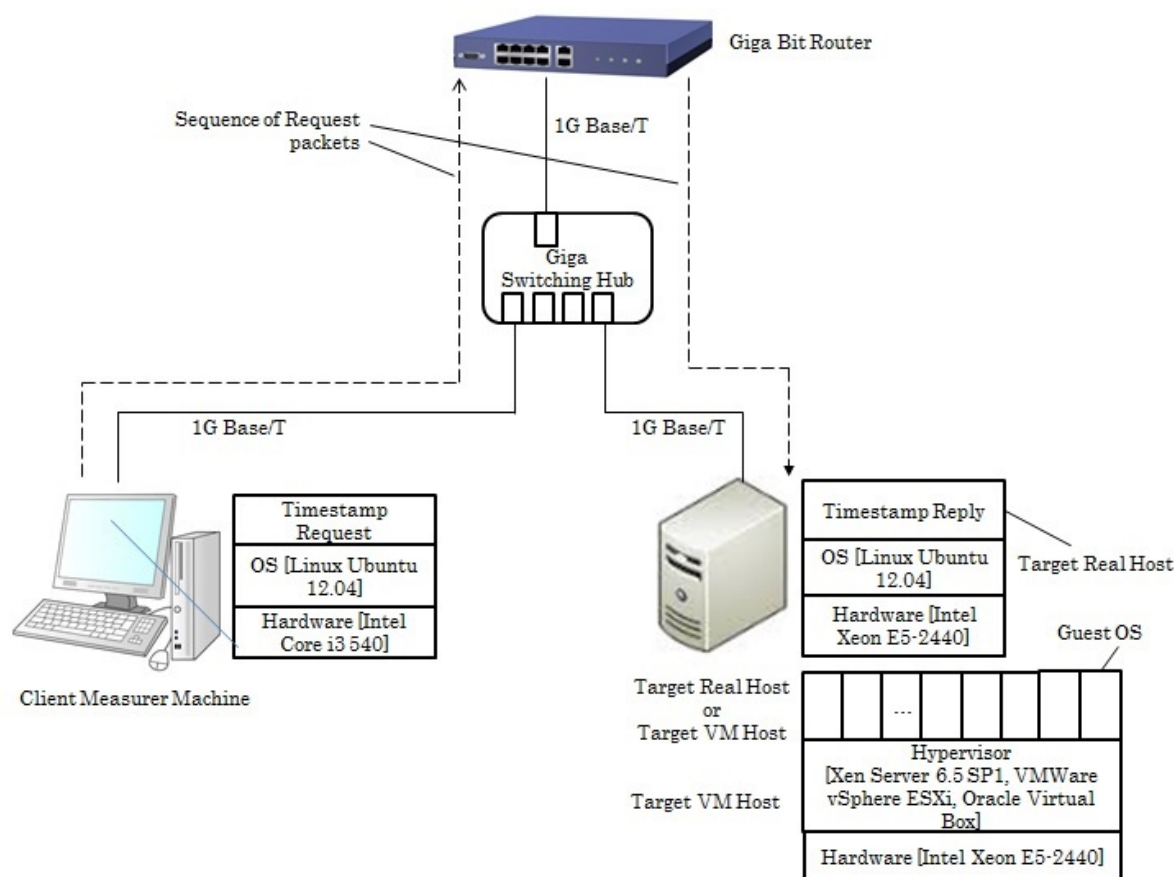 Giga Bit Router
Sequence of Request
packets
1G Base/T
Giga
Switching Hub
1G Base/T
1G Base/T
Timestamp
Request
OS [Linux Ubuntu
12.04]
Hardware [Intel
Core i3 540]
Client Measurer Machine
Timestamp Reply
OS [Linux Ubuntu
12.04]
Hardware [Intel
Xeon E5-2440]
Target Real Host
Guest OS
Target Real Host
or
Target VM Host
...
Hypervisor
[Xen Server 6.5 SP1, VMWare
vSphere ESXi, Oracle Virtual
Box]
Target VM Host
Hardware [Intel Xeon E5-2440]